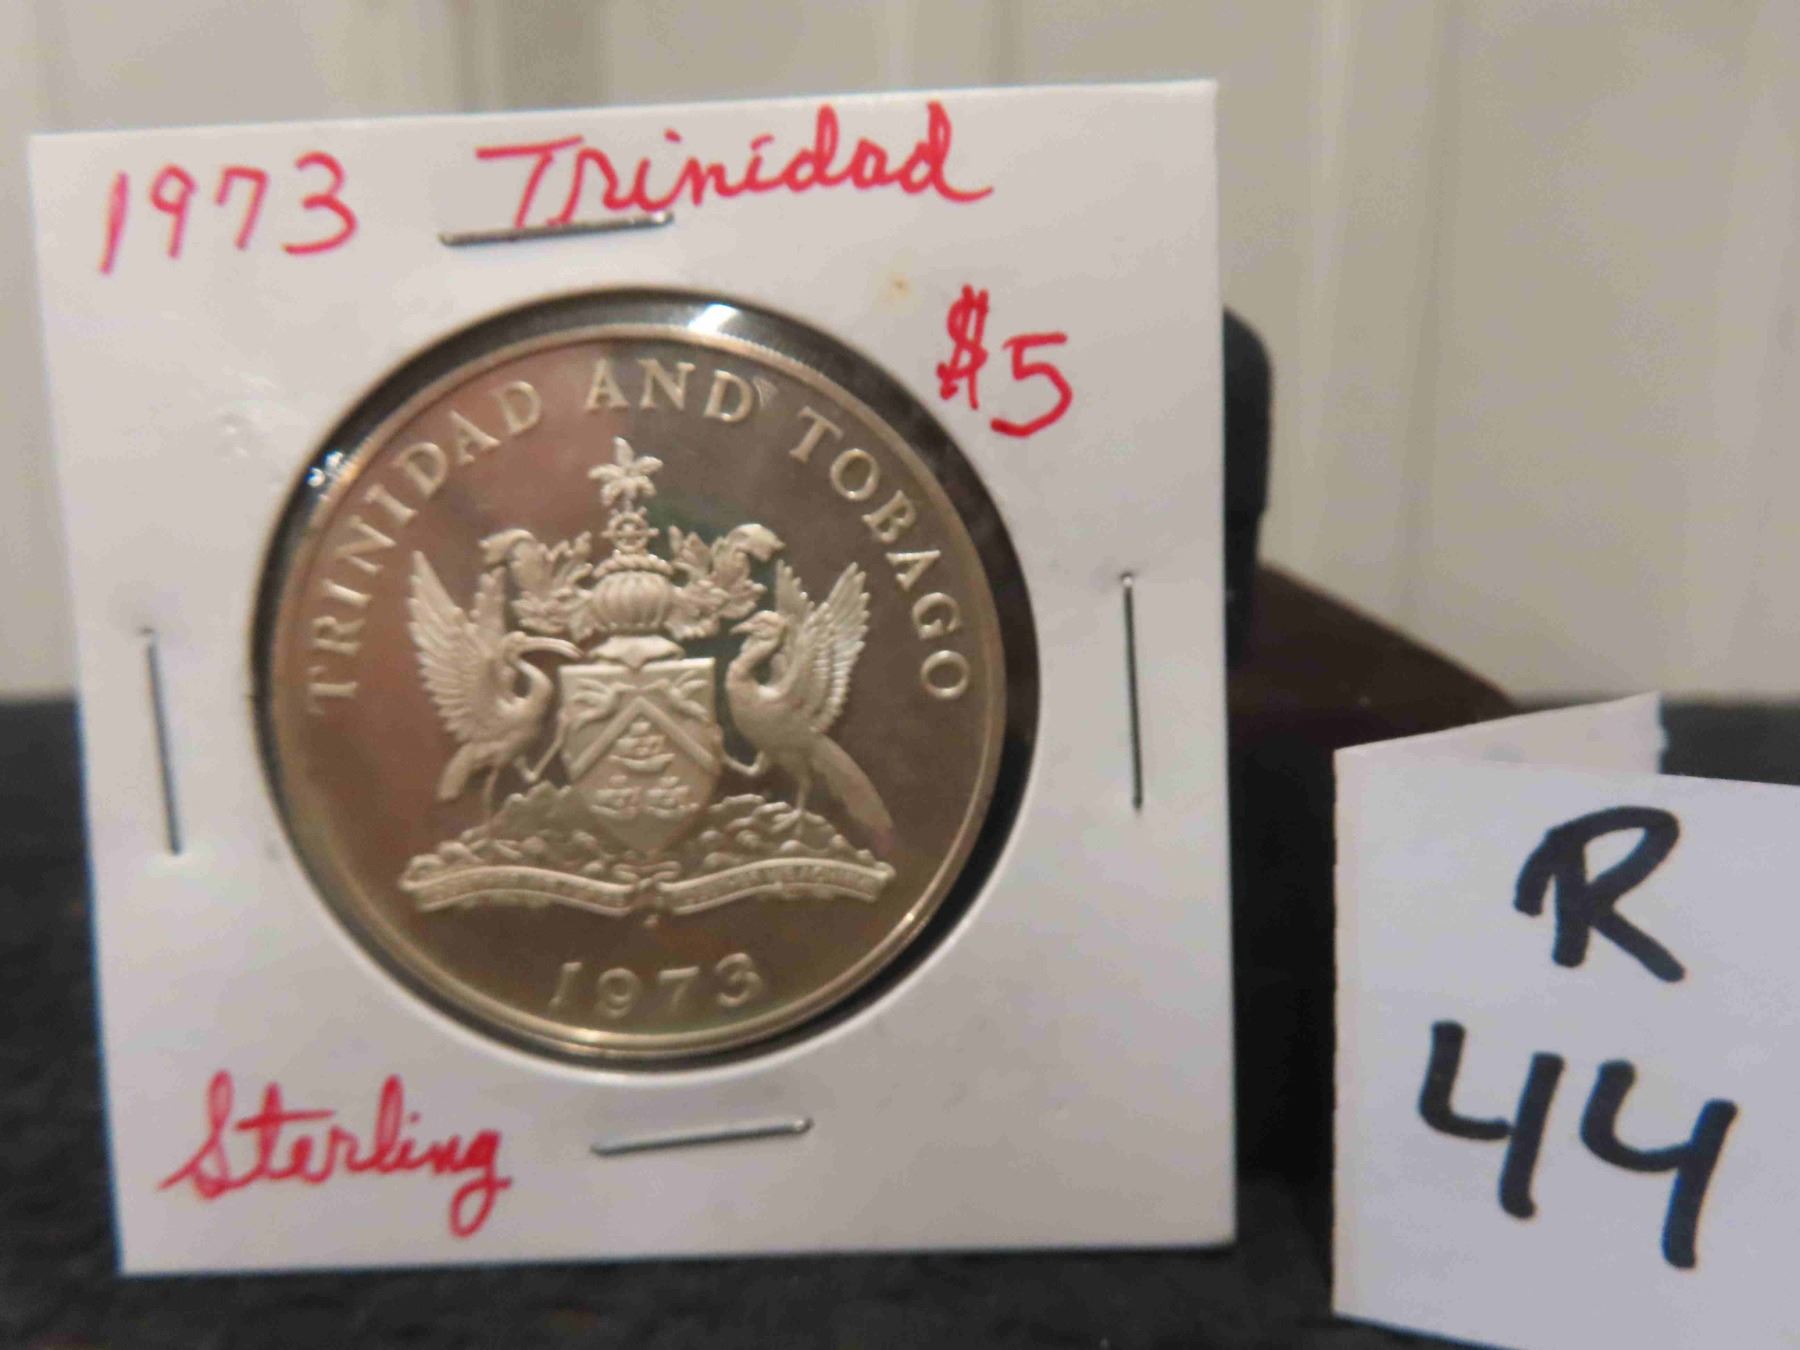 1973 Trinidad
$5
TRINIDAD AND TOBAGO
1973
Sterling
R
44